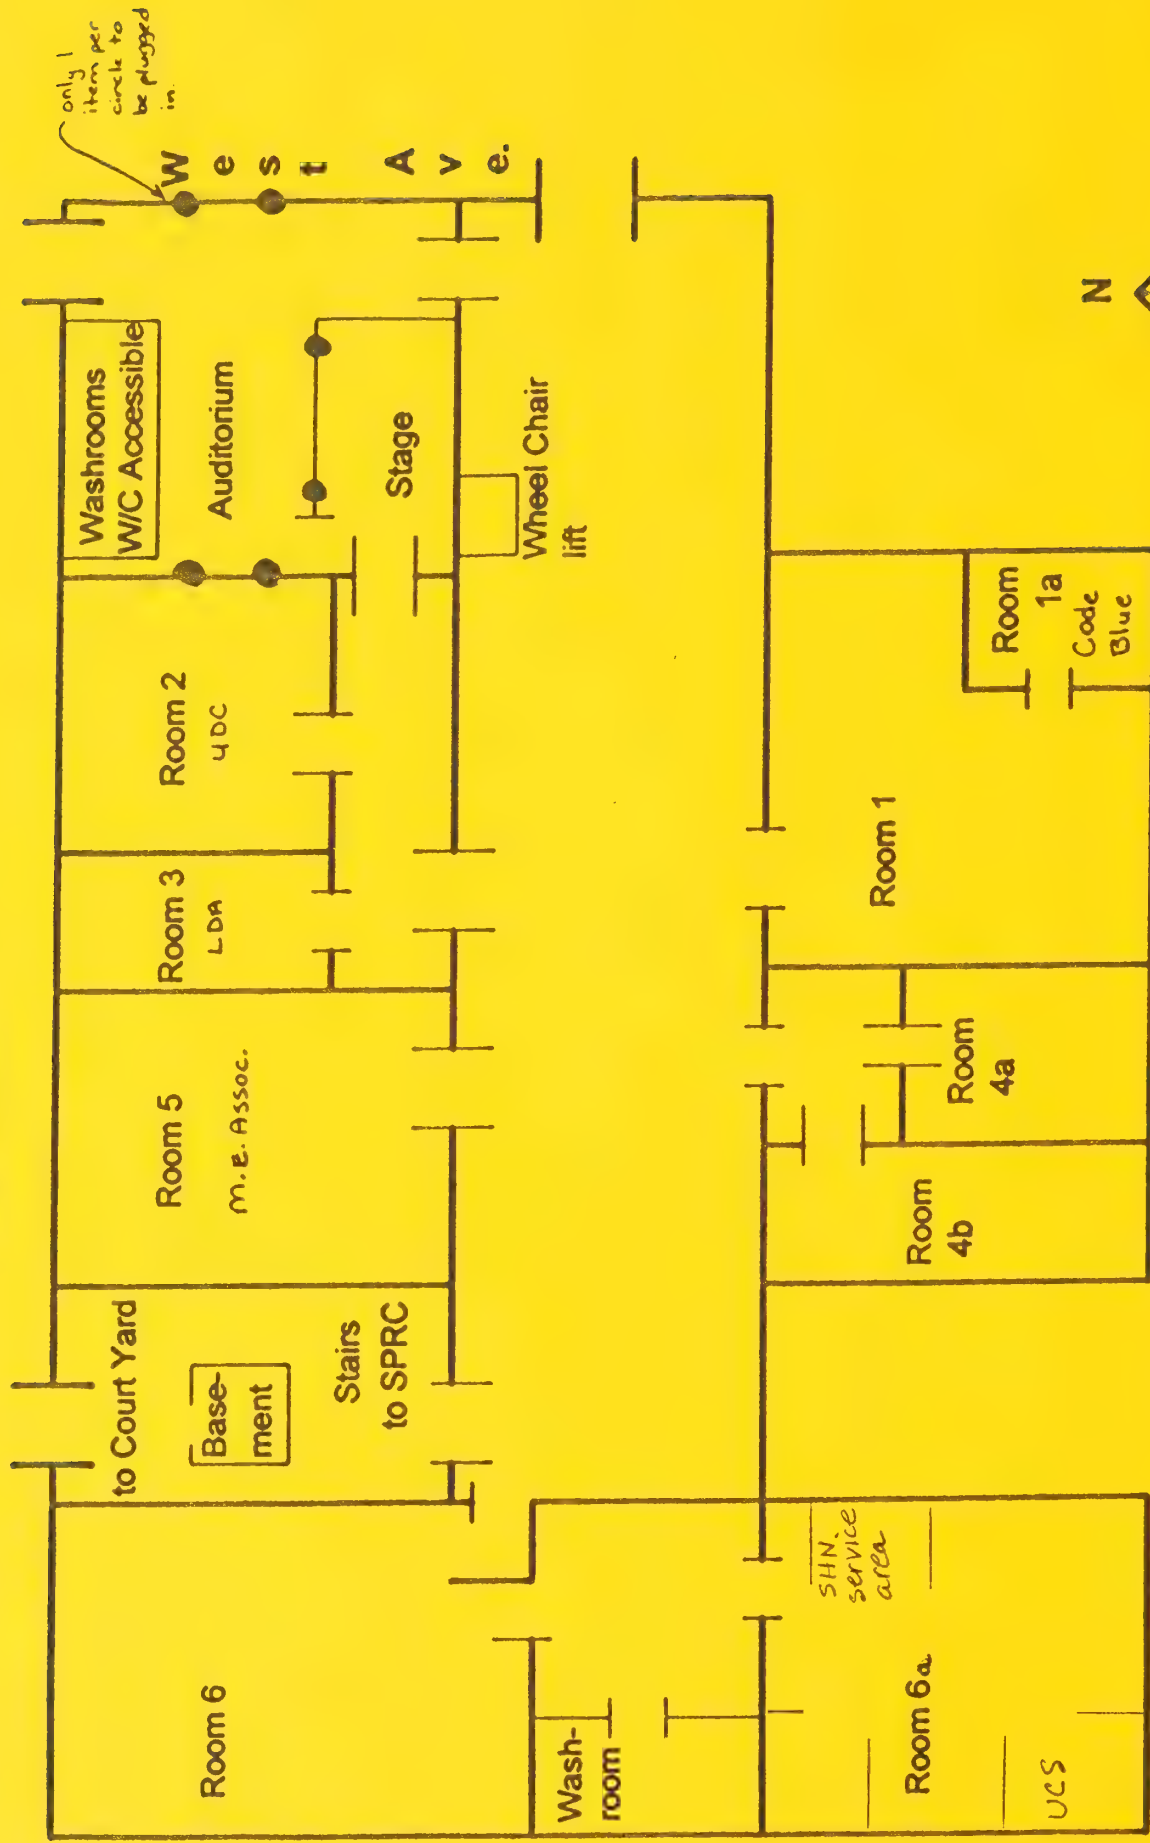 only 1
item per
circle to
be plugged
in.
to Court Yard
Base-
ment
Stairs
to SPRC
Room 6
Room 5
M.E. Assoc.
Room 3
LDA
Room 2
Washrooms
W/C Accessible
Auditorium
Stage
West Ave.
Wheel Chair
lift
Wash-
room
SHN.
service
area
Room 6a
UCS
Room
4b
Room
4a
Room 1
Room
1a
Code
Blue
N